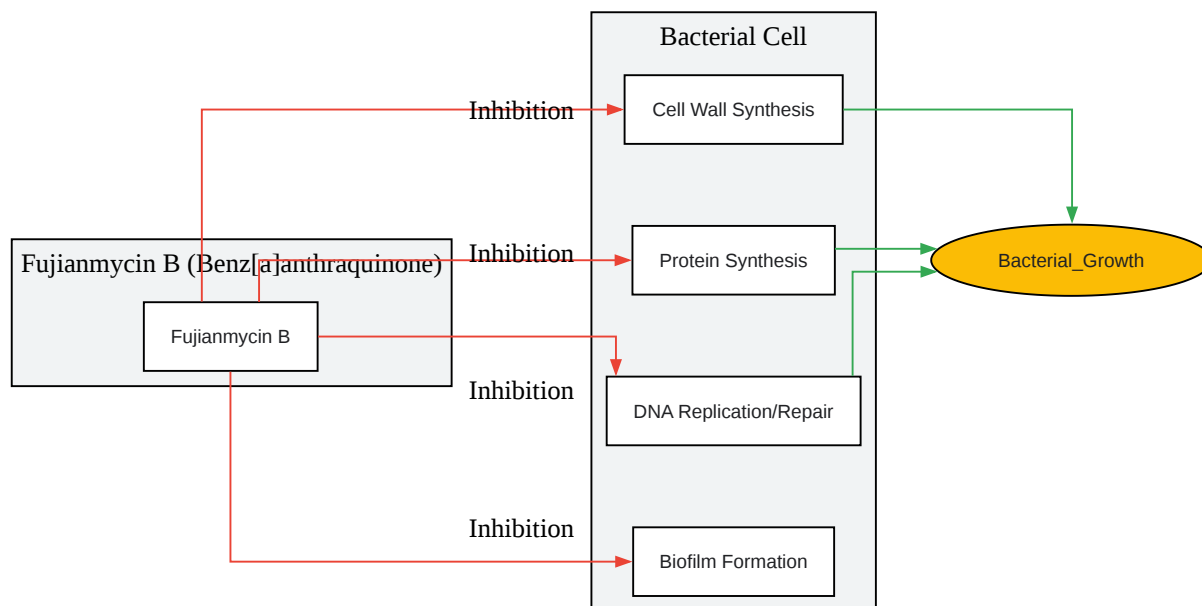 Bacterial Cell
Inhibition
Cell Wall Synthesis
Fujianmycin B (Benz[a]anthraquinone)
Inhibition
Protein Synthesis
Bacterial_Growth
Fujianmycin B
Inhibition
DNA Replication/Repair
Inhibition
Biofilm Formation